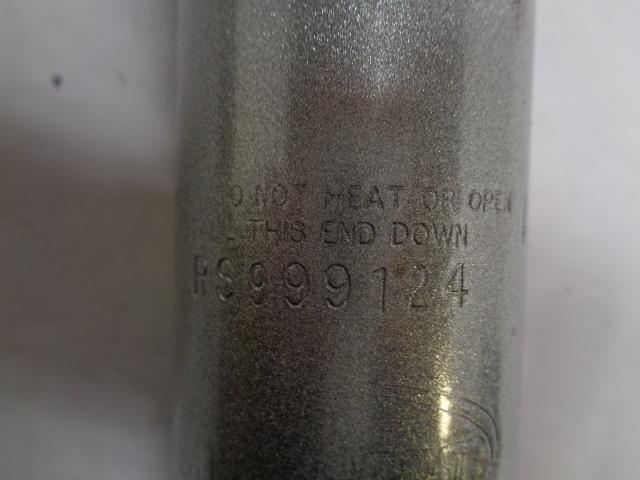 O NOT HEAT OR OPEN
THIS END DOWN
RS999124